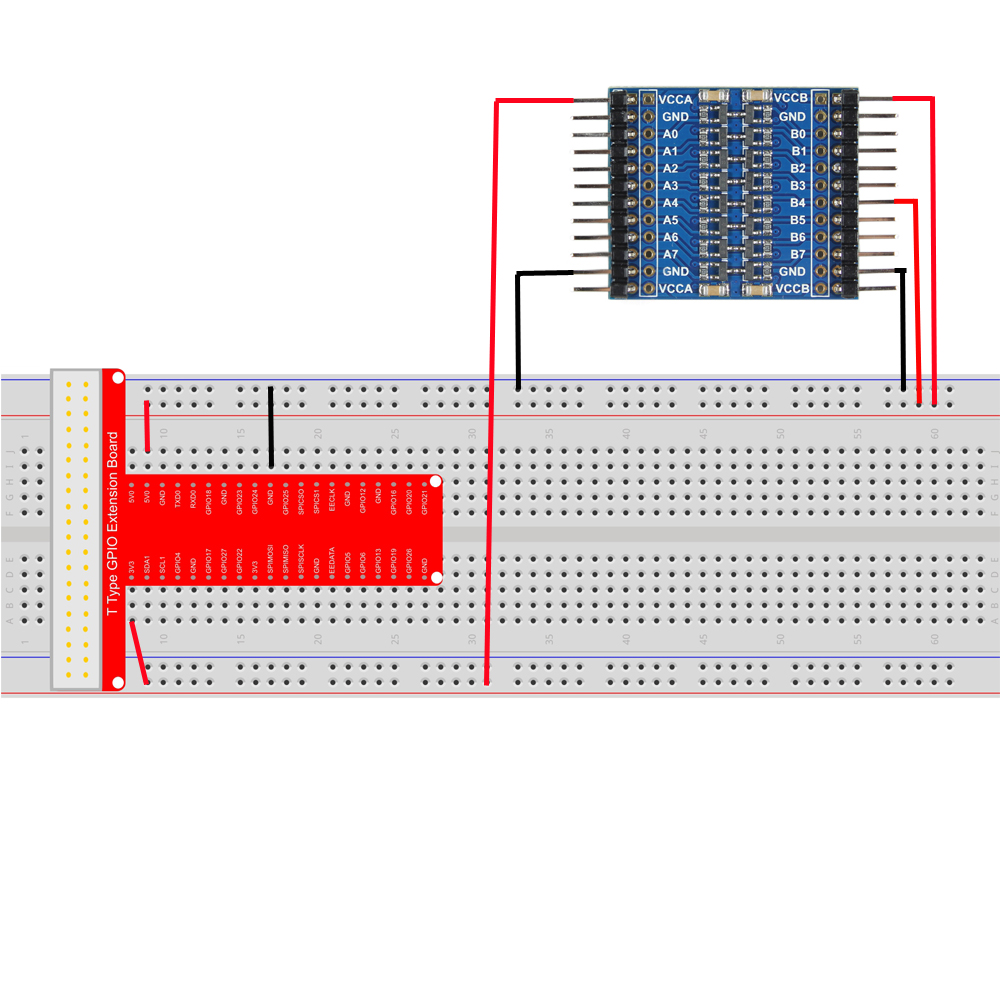 VCCA VCCB
GND GND
A0 B0
A1 B1
A2 B2
A3 B3
A4 B4
A5 B5
A6 B6
A7 B7
GND GND
VCCA VCCB
1 10 15 20 25 30 35 40 45 50 55 60
J J
I I
H H
G G
F F
T Type GPIO Extension Board
5V0 5V0 GND TXD0 RXD0 GPIO18 GND GPIO23 GPIO24 GND GPIO25 SPICSO SPICS1 EECLK GND GPIO12 GND GPIO16 GPIO20 GPIO21
3V3 SDA1 SCL1 GPIO4 GND GPIO17 GPIO27 GPIO22 3V3 SPIMOSI SPIMISO SPISCLK GND EEDATA GPIO5 GPIO6 GPIO13 GPIO19 GPIO26 GND
E E
D D
C C
B B
A A
1 10 15 20 25 30 35 40 45 50 55 60